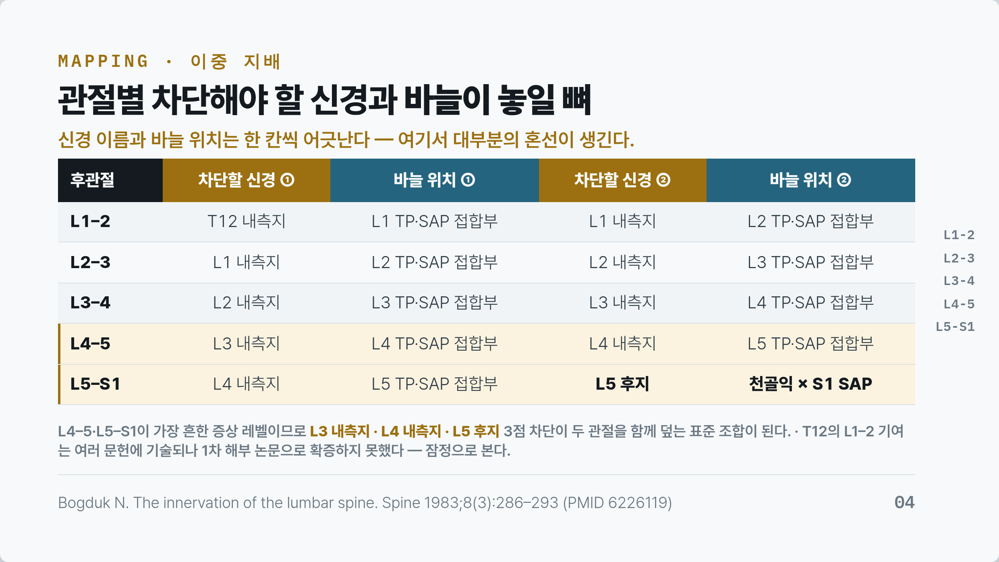 MAPPING · 이중 지배
관절별 차단해야 할 신경과 바늘이 놓일 뼈
신경 이름과 바늘 위치는 한 칸씩 어긋난다 — 여기서 대부분의 혼선이 생긴다.
후관절 차단할 신경 ① 바늘 위치 ① 차단할 신경 ② 바늘 위치 ②
L1–2 T12 내측지 L1 TP·SAP 접합부 L1 내측지 L2 TP·SAP 접합부
L2–3 L1 내측지 L2 TP·SAP 접합부 L2 내측지 L3 TP·SAP 접합부
L3–4 L2 내측지 L3 TP·SAP 접합부 L3 내측지 L4 TP·SAP 접합부
L4–5 L3 내측지 L4 TP·SAP 접합부 L4 내측지 L5 TP·SAP 접합부
L5–S1 L4 내측지 L5 TP·SAP 접합부 L5 후지 천골익 × S1 SAP
L1-2
L2-3
L3-4
L4-5
L5-S1
L4–5·L5–S1이 가장 흔한 증상 레벨이므로 L3 내측지 · L4 내측지 · L5 후지 3점 차단이 두 관절을 함께 덮는 표준 조합이 된다. · T12의 L1–2 기여
는 여러 문헌에 기술되나 1차 해부 논문으로 확증하지 못했다 — 잠정으로 본다.
Bogduk N. The innervation of the lumbar spine. Spine 1983;8(3):286–293 (PMID 6226119)
04